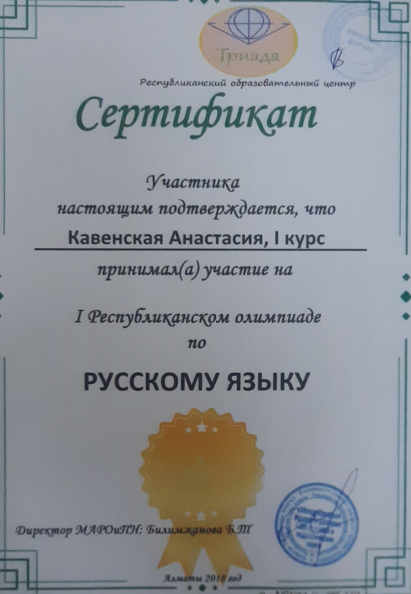 Триада
Республиканский образовательный центр
Сертификат
Участника
настоящим подтверждается, что
Кавенская Анастасия, I курс
принимал(а) участие на
I Республиканском олимпиаде
по
РУССКОМУ ЯЗЫКУ
Директор МАРОиПН: Билимжанова Б.Т
Алматы 2018 год